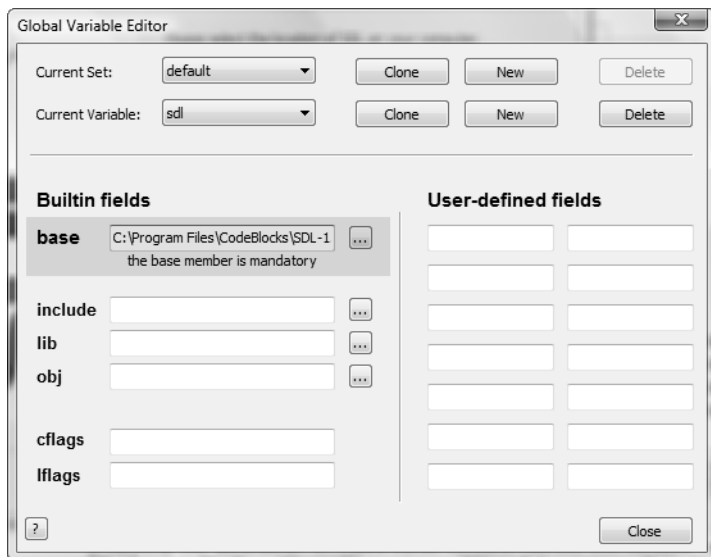 Global Variable Editor
Current Set: default Clone New Delete
Current Variable: sdl Clone New Delete
Builtin fields
User-defined fields
base C:\Program Files\CodeBlocks\SDL-1 ...
the base member is mandatory
include ...
lib ...
obj ...
cflags
lflags
? Close